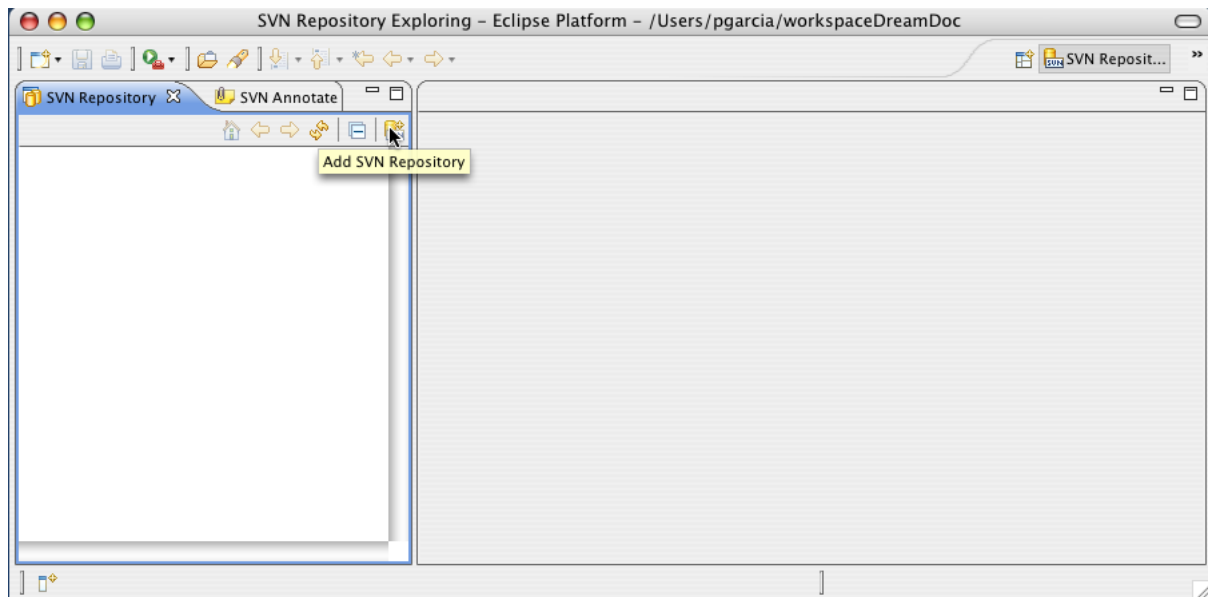 SVN Repository Exploring – Eclipse Platform – /Users/pgarcia/workspaceDreamDoc
SVN Reposit...
SVN Repository
SVN Annotate
Add SVN Repository